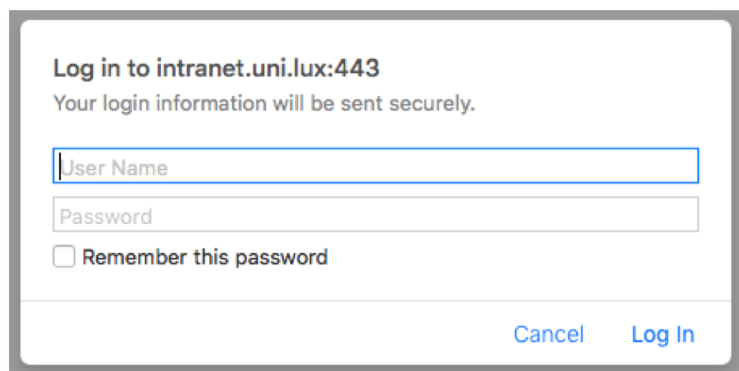 Log in to intranet.uni.lux:443
Your login information will be sent securely.
User Name
Password
Remember this password
Cancel Log In